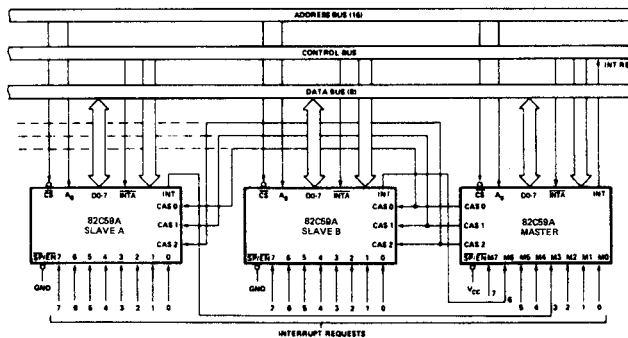 ADDRESS BUS (16)
CONTROL BUS
INT RE
DATA BUS (8)
CS A0 D0-7 INTA INT
CS A0 D0-7 INTA INT
CS A0 D0-7 INTA INT
82C59A
SLAVE A
CAS 0
CAS 1
CAS 2
82C59A
SLAVE B
CAS 0
CAS 1
CAS 2
CAS 0
CAS 1
CAS 2
82C59A
MASTER
SP/EN 7 6 5 4 3 2 1 0
SP/EN 7 6 5 4 3 2 1 0
SP/EN M7 M6 M5 M4 M3 M2 M1 M0
GND
GND
VCC
7 6 5 4 3 2 1 0
7 6 5 4 3 2 1 0
7 6 5 4 3 2 1 0
INTERRUPT REQUESTS